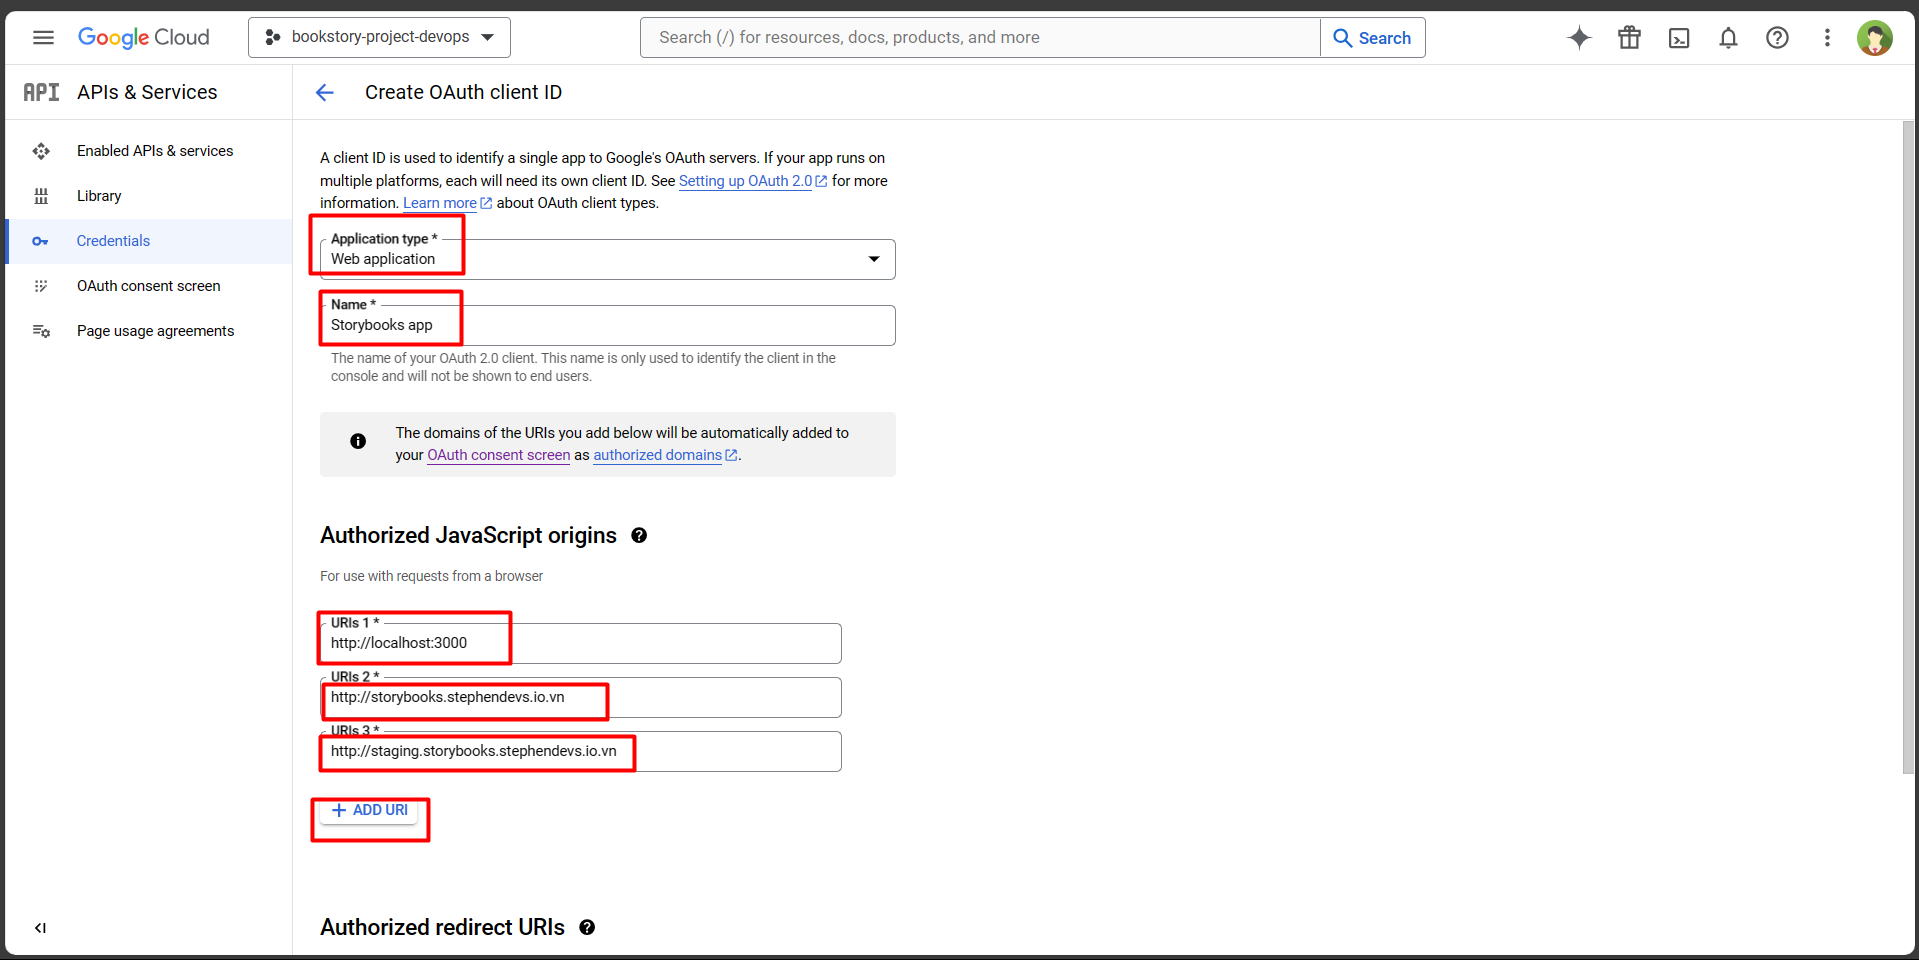 Google Cloud
bookstory-project-devops
Search (/) for resources, docs, products, and more
Search
API
APIs & Services
Create OAuth client ID
Enabled APIs & services
Library
Credentials
OAuth consent screen
Page usage agreements
A client ID is used to identify a single app to Google's OAuth servers. If your app runs on
multiple platforms, each will need its own client ID. See Setting up OAuth 2.0 for more
information. Learn more about OAuth client types.
Application type *
Web application
Name *
Storybooks app
The name of your OAuth 2.0 client. This name is only used to identify the client in the
console and will not be shown to end users.
The domains of the URIs you add below will be automatically added to
your OAuth consent screen as authorized domains.
Authorized JavaScript origins
For use with requests from a browser
URIs 1 *
http://localhost:3000
URIs 2 *
http://storybooks.stephendevs.io.vn
URIs 3 *
http://staging.storybooks.stephendevs.io.vn
+ ADD URI
Authorized redirect URIs